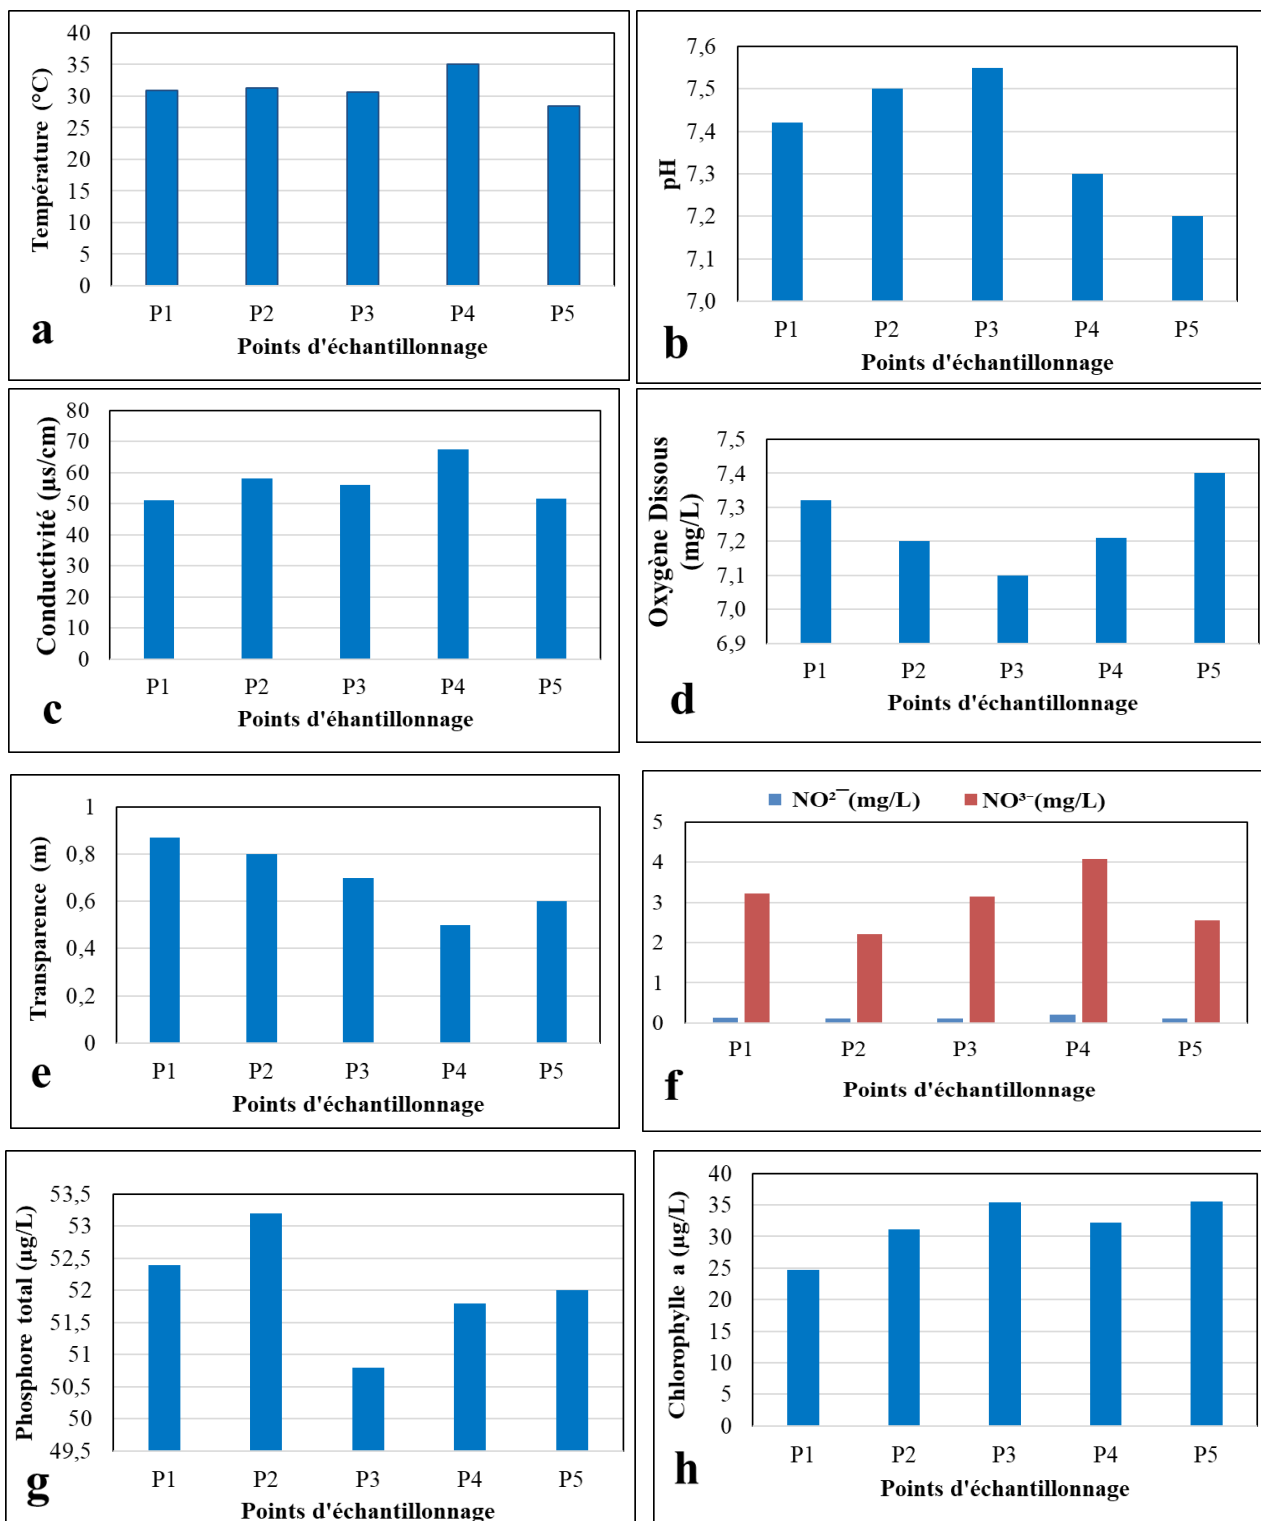 40
35
30
25
20
15
10
5
0
Température (°C)
P1 P2 P3 P4 P5
Points d'échantillonnage
a
7,6
7,5
7,4
7,3
7,2
7,1
7,0
pH
P1 P2 P3 P4 P5
Points d'échantillonnage
b
80
70
60
50
40
30
20
10
0
Conductivité (µs/cm)
P1 P2 P3 P4 P5
Points d'éhantillonnage
c
7,5
7,4
7,3
7,2
7,1
7,0
6,9
Oxygène Dissous
(mg/L)
P1 P2 P3 P4 P5
Points d'échantillonnage
d
1
0,8
0,6
0,4
0,2
0
Transparence (m)
P1 P2 P3 P4 P5
Points d'échantillonnage
e
NO²¯(mg/L) NO³⁻(mg/L)
5
4
3
2
1
0
P1 P2 P3 P4 P5
Points d'échantillonnage
f
53,5
53
52,5
52
51,5
51
50,5
50
49,5
Phosphore total (µg/L)
P1 P2 P3 P4 P5
Points d'échantillonnage
g
40
35
30
25
20
15
10
5
0
Chlorophylle a (µg/L)
P1 P2 P3 P4 P5
Points d'échantillonnage
h